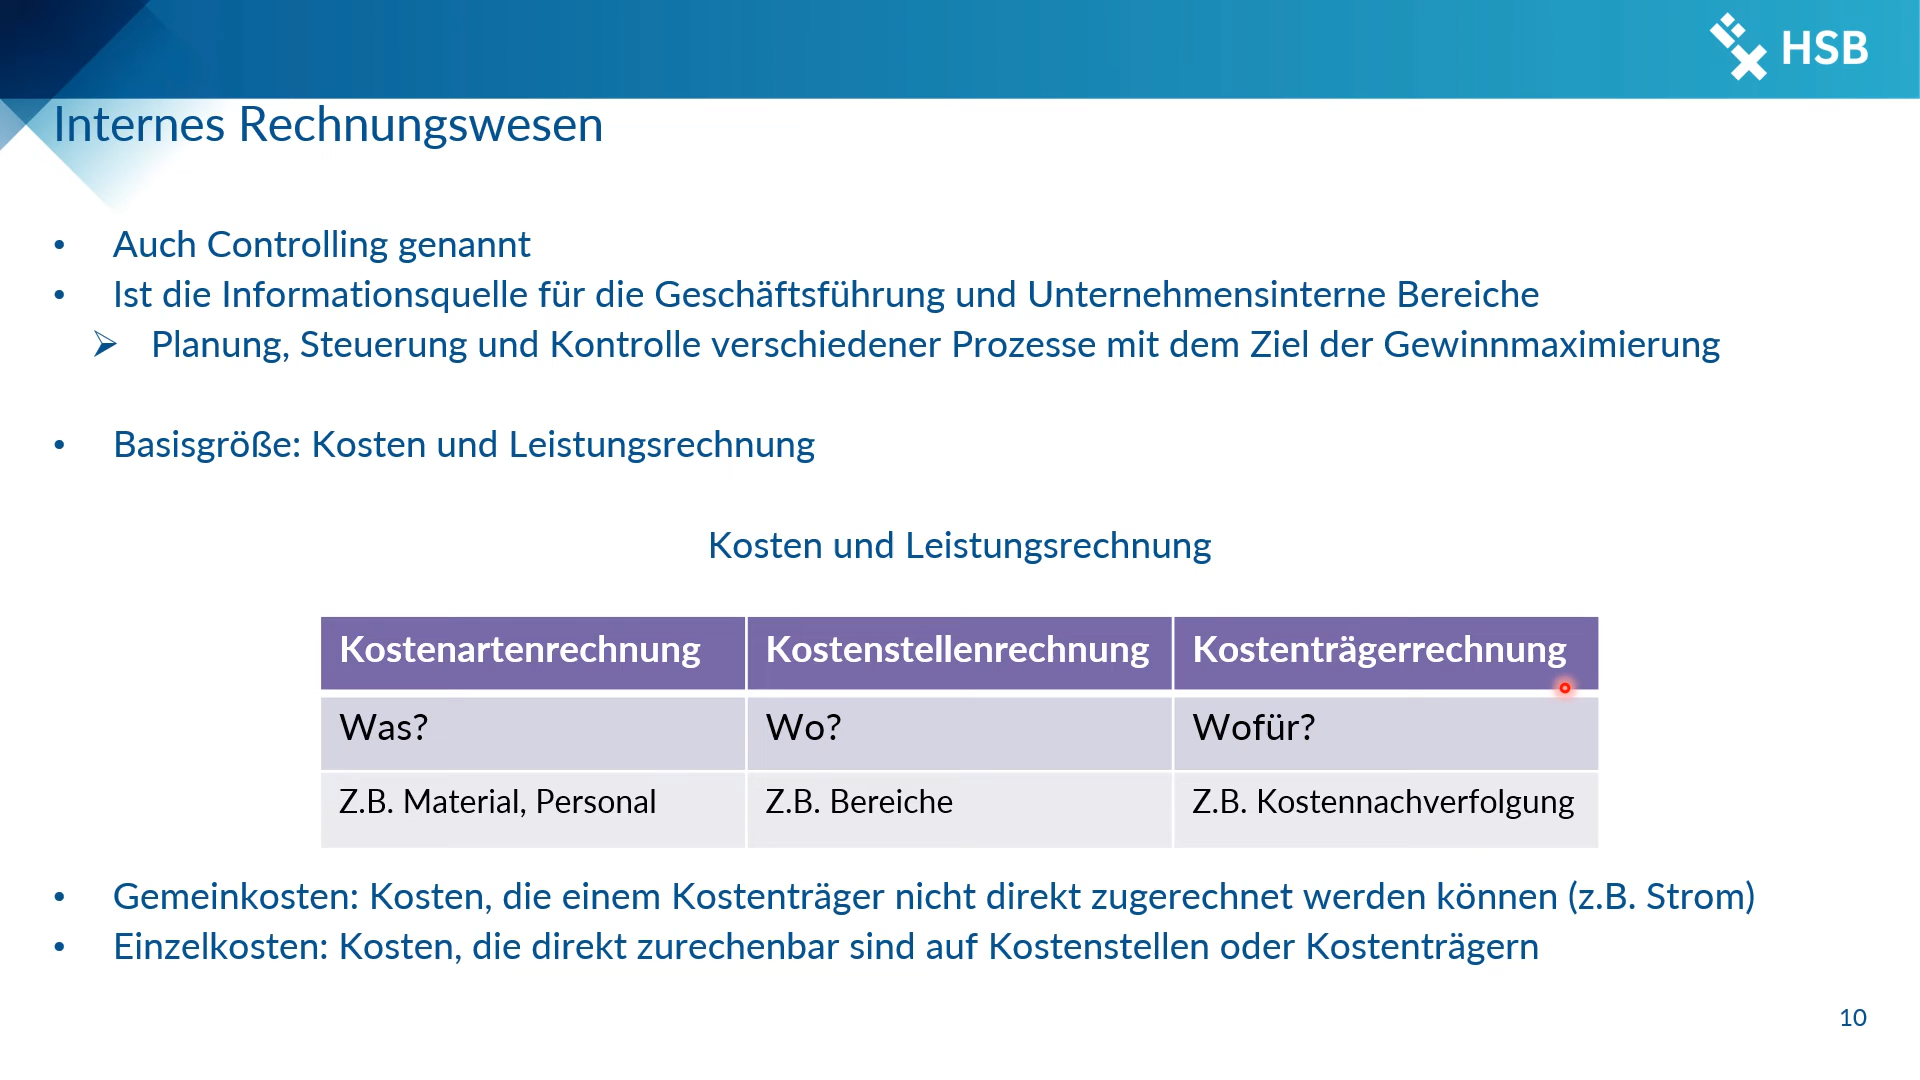 HSB
Internes Rechnungswesen
• Auch Controlling genannt
• Ist die Informationsquelle für die Geschäftsführung und Unternehmensinterne Bereiche
➢ Planung, Steuerung und Kontrolle verschiedener Prozesse mit dem Ziel der Gewinnmaximierung
• Basisgröße: Kosten und Leistungsrechnung
Kosten und Leistungsrechnung
Kostenartenrechnung Kostenstellenrechnung Kostenträgerrechnung
Was? Wo? Wofür?
Z.B. Material, Personal Z.B. Bereiche Z.B. Kostennachverfolgung
• Gemeinkosten: Kosten, die einem Kostenträger nicht direkt zugerechnet werden können (z.B. Strom)
• Einzelkosten: Kosten, die direkt zurechenbar sind auf Kostenstellen oder Kostenträgern
10